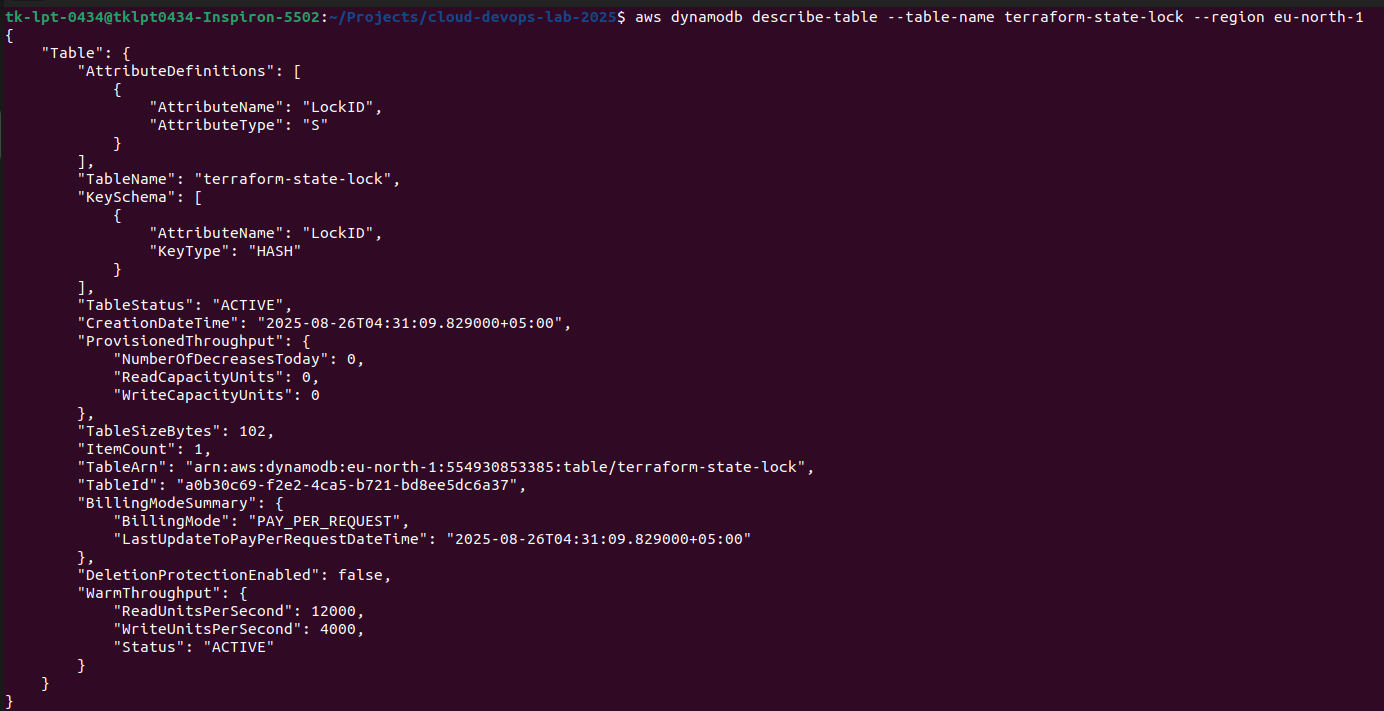 tk-lpt-0434@tklpt0434-Inspiron-5502:~/Projects/cloud-devops-lab-2025$ aws dynamodb describe-table --table-name terraform-state-lock --region eu-north-1
{
    "Table": {
        "AttributeDefinitions": [
            {
                "AttributeName": "LockID",
                "AttributeType": "S"
            }
        ],
        "TableName": "terraform-state-lock",
        "KeySchema": [
            {
                "AttributeName": "LockID",
                "KeyType": "HASH"
            }
        ],
        "TableStatus": "ACTIVE",
        "CreationDateTime": "2025-08-26T04:31:09.829000+05:00",
        "ProvisionedThroughput": {
            "NumberOfDecreasesToday": 0,
            "ReadCapacityUnits": 0,
            "WriteCapacityUnits": 0
        },
        "TableSizeBytes": 102,
        "ItemCount": 1,
        "TableArn": "arn:aws:dynamodb:eu-north-1:554930853385:table/terraform-state-lock",
        "TableId": "a0b30c69-f2e2-4ca5-b721-bd8ee5dc6a37",
        "BillingModeSummary": {
            "BillingMode": "PAY_PER_REQUEST",
            "LastUpdateToPayPerRequestDateTime": "2025-08-26T04:31:09.829000+05:00"
        },
        "DeletionProtectionEnabled": false,
        "WarmThroughput": {
            "ReadUnitsPerSecond": 12000,
            "WriteUnitsPerSecond": 4000,
            "Status": "ACTIVE"
        }
    }
}